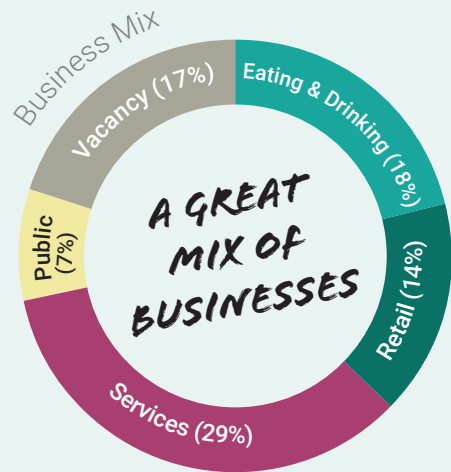 Business Mix
Eating & Drinking (18%)
Retail (14%)
Services (29%)
Public
(7%)
Vacancy (17%)
A GREAT
MIX OF
BUSINESSES